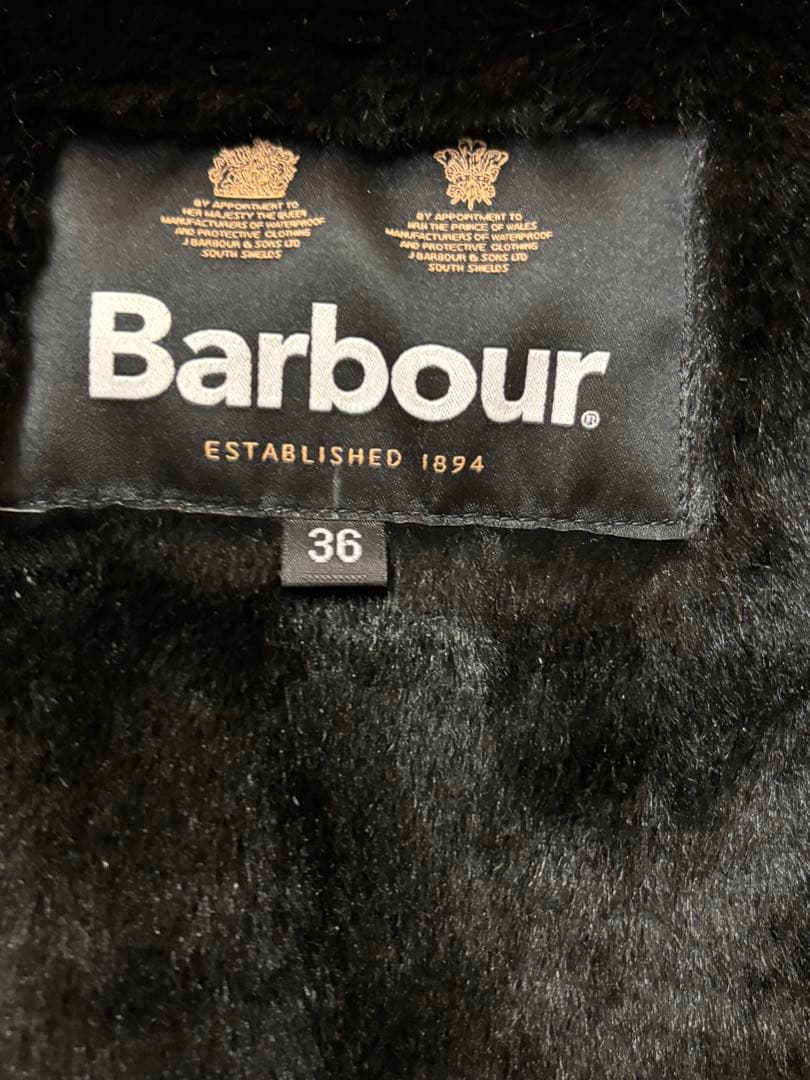 BY APPOINTMENT TO
HER MAJESTY THE QUEEN
MANUFACTURERS OF WATERPROOF
AND PROTECTIVE CLOTHING
J BARBOUR & SONS LTD
SOUTH SHIELDS
BY APPOINTMENT TO
HRH THE PRINCE OF WALES
MANUFACTURERS OF WATERPROOF
AND PROTECTIVE CLOTHING
J BARBOUR & SONS LTD
SOUTH SHIELDS
Barbour®
ESTABLISHED 1894
36